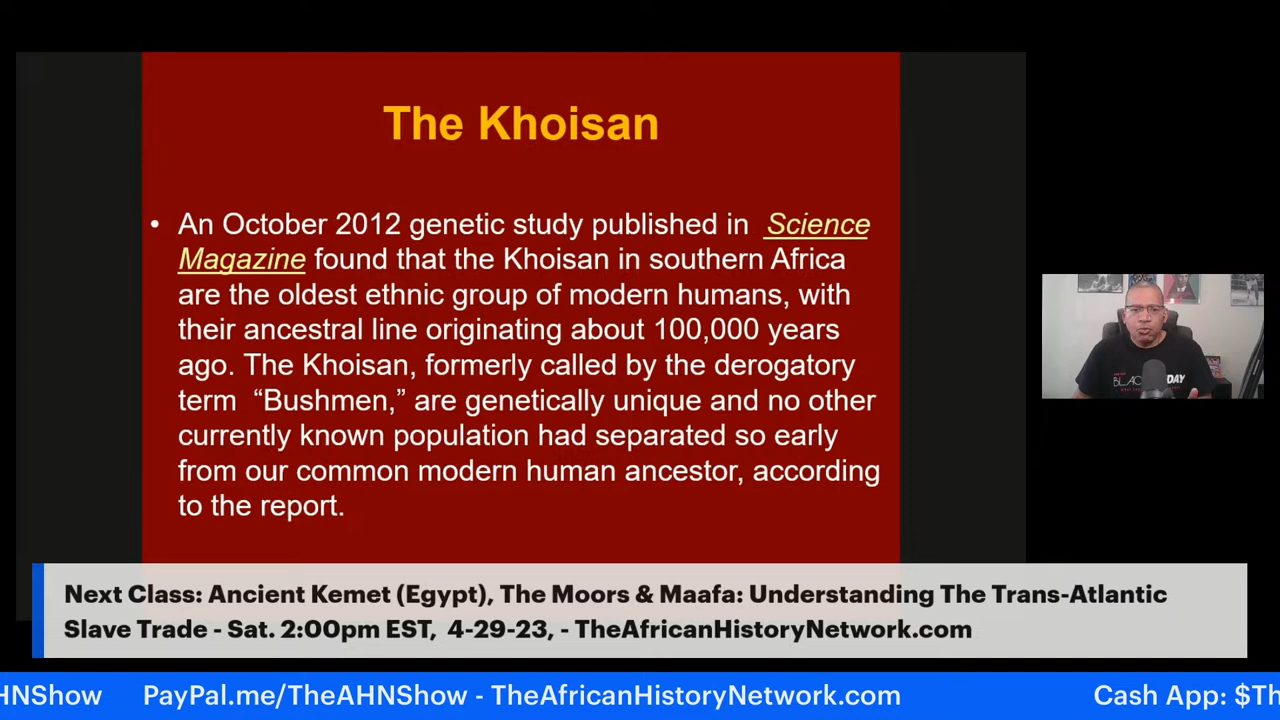 The Khoisan
• An October 2012 genetic study published in Science
Magazine found that the Khoisan in southern Africa
are the oldest ethnic group of modern humans, with
their ancestral line originating about 100,000 years
ago. The Khoisan, formerly called by the derogatory
term “Bushmen,” are genetically unique and no other
currently known population had separated so early
from our common modern human ancestor, according
to the report.
Next Class: Ancient Kemet (Egypt), The Moors & Maafa: Understanding The Trans-Atlantic
Slave Trade - Sat. 2:00pm EST, 4-29-23, - TheAfricanHistoryNetwork.com
HNShow PayPal.me/TheAHNShow - TheAfricanHistoryNetwork.com Cash App: $Th